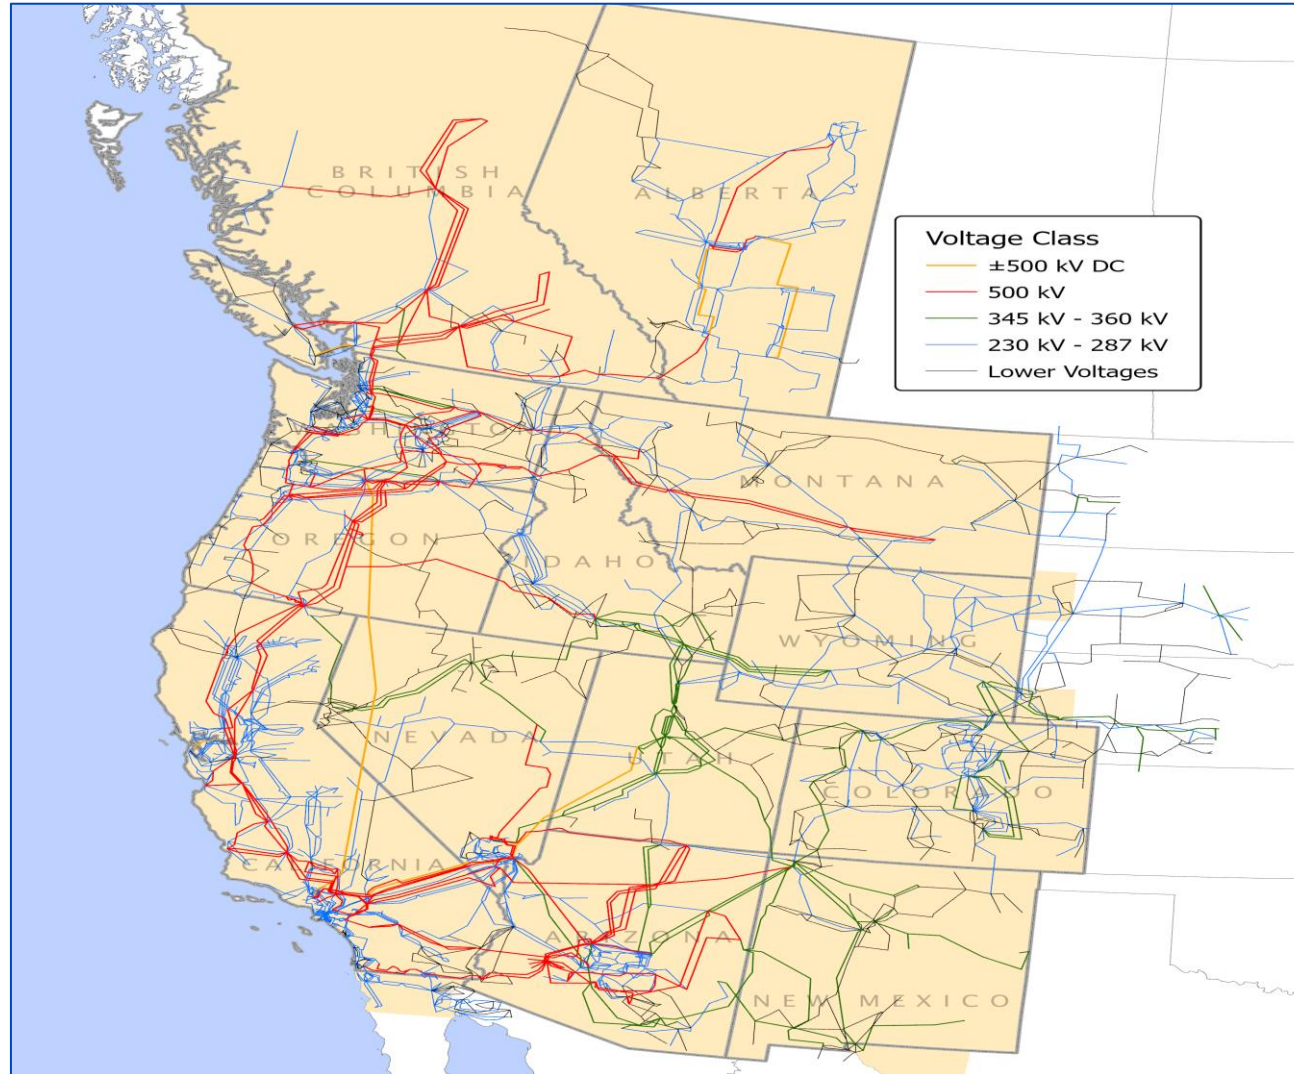 BRITISH
COLUMBIA
ALBERTA
Voltage Class
±500 kV DC
500 kV
345 kV - 360 kV
230 kV - 287 kV
Lower Voltages
WASHINGTON
MONTANA
OREGON
IDAHO
WYOMING
NEVADA
UTAH
COLORADO
CALIFORNIA
ARIZONA
NEW MEXICO